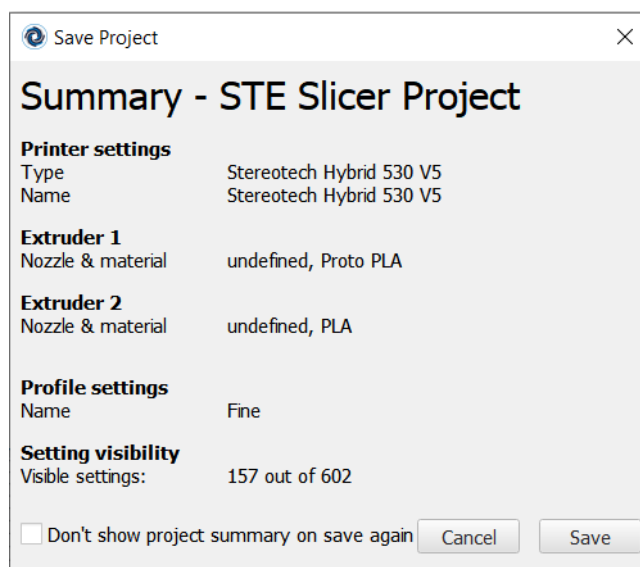 Save Project
Summary - STE Slicer Project
Printer settings
Type Stereotech Hybrid 530 V5
Name Stereotech Hybrid 530 V5
Extruder 1
Nozzle & material undefined, Proto PLA
Extruder 2
Nozzle & material undefined, PLA
Profile settings
Name Fine
Setting visibility
Visible settings: 157 out of 602
Don't show project summary on save again Cancel Save